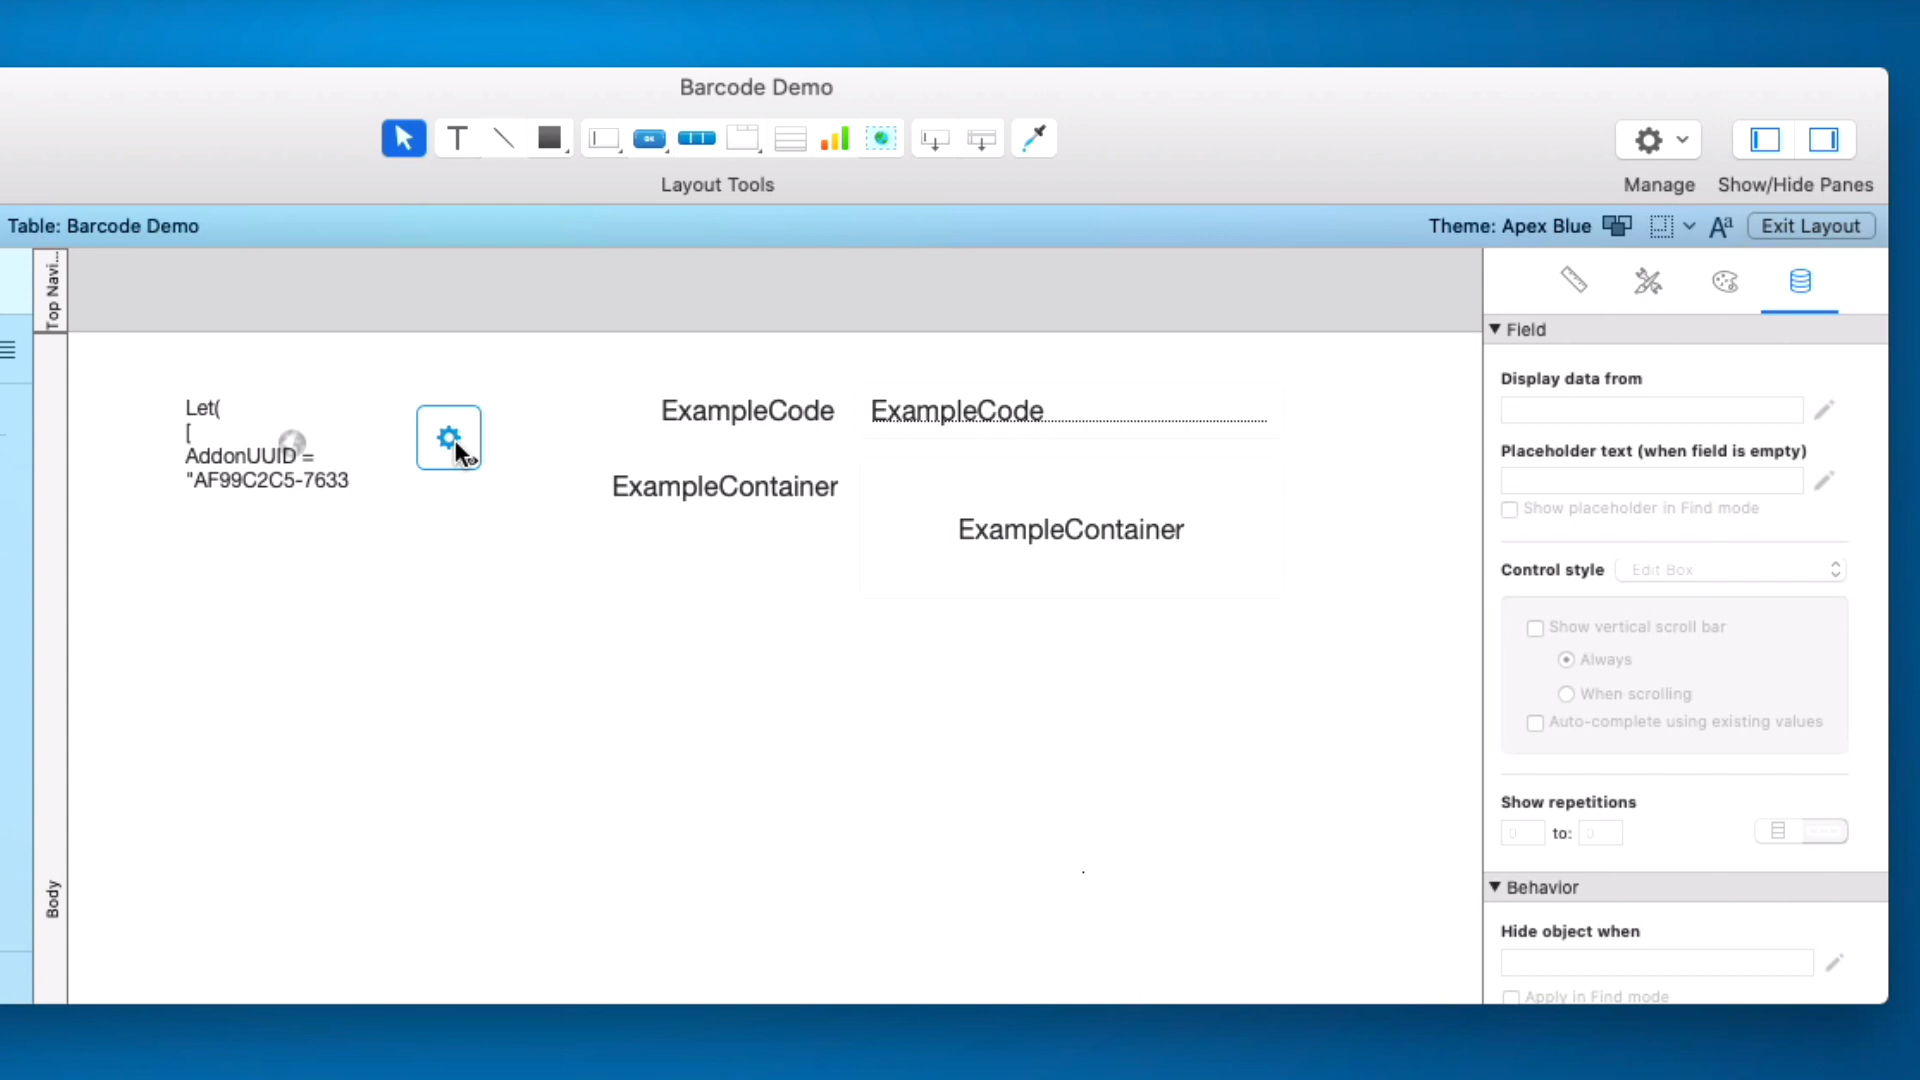 Barcode Demo
Layout Tools
Manage
Show/Hide Panes
Table: Barcode Demo
Theme: Apex Blue
Exit Layout
Top Navi...
Body
Let(
[
AddonUUID =
"AF99C2C5-7633
ExampleCode
ExampleCode
ExampleContainer
ExampleContainer
Field
Display data from
Placeholder text (when field is empty)
Show placeholder in Find mode
Control style
Edit Box
Show vertical scroll bar
Always
When scrolling
Auto-complete using existing values
Show repetitions
0 to: 0
Behavior
Hide object when
Apply in Find mode